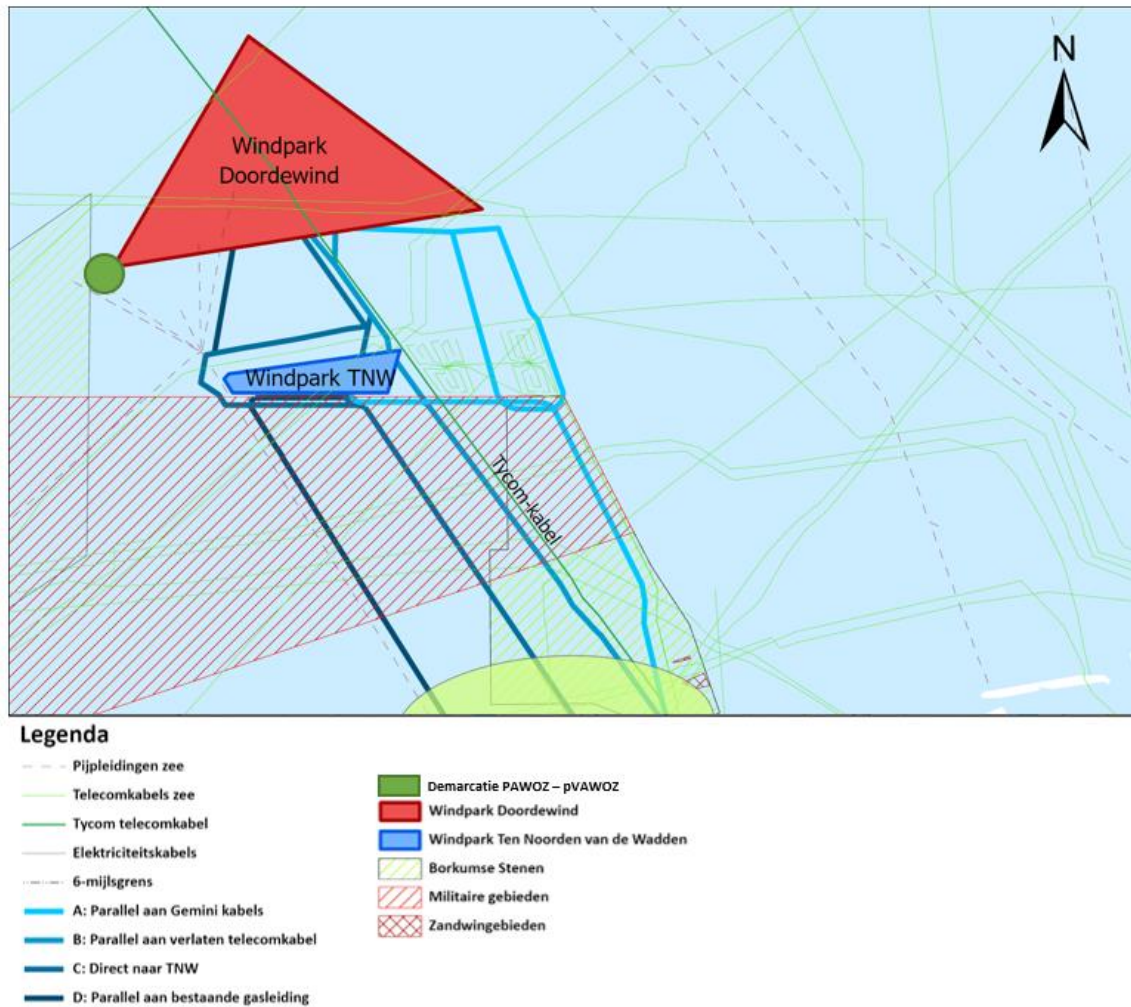 N
Windpark
Doordewind
Windpark TNW
Tycom-kabel
Legenda
Pijpleidingen zee
Telecomkabels zee
Tycom telecomkabel
Elektriciteitskabels
6-mijlsgrens
A: Parallel aan Gemini kabels
B: Parallel aan verlaten telecomkabel
C: Direct naar TNW
D: Parallel aan bestaande gasleiding
Demarcatie PAWOZ – pVAWOZ
Windpark Doordewind
Windpark Ten Noorden van de Wadden
Borkumse Stenen
Militaire gebieden
Zandwingebieden